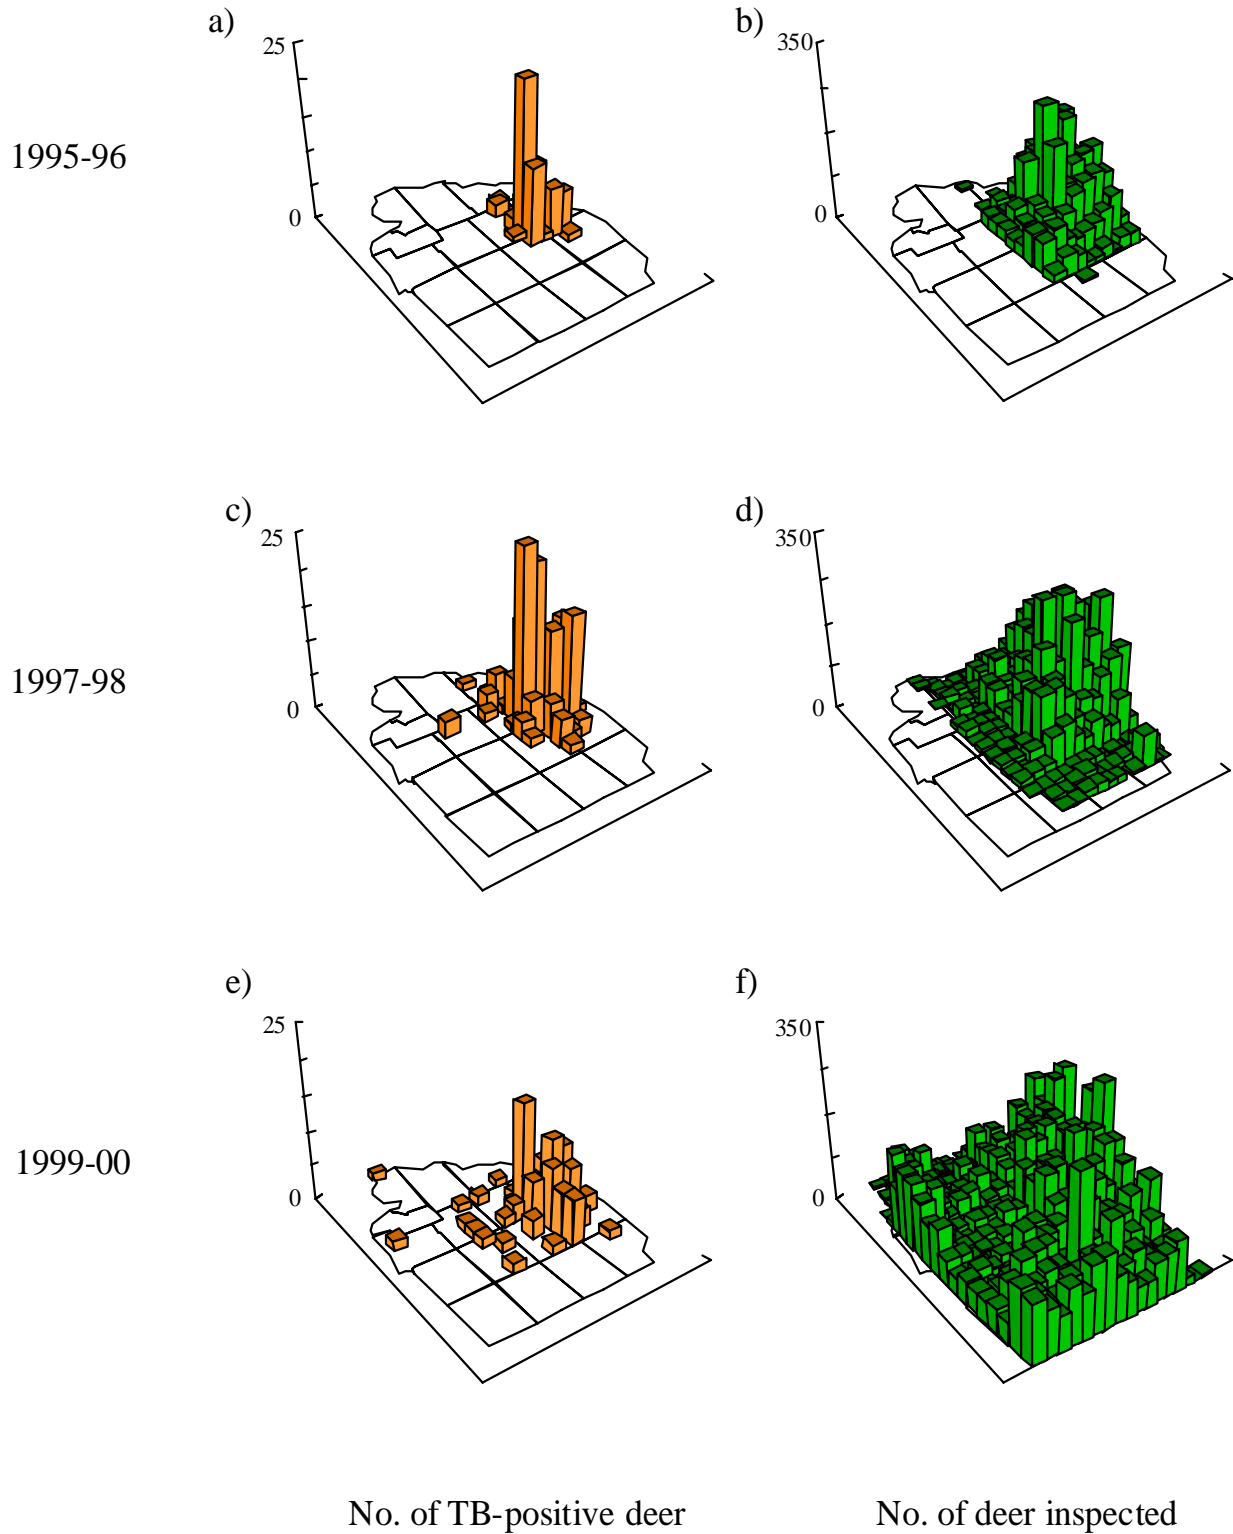 a)
b)
25
350
1995-96
0
0
c)
d)
25
350
1997-98
0
0
e)
f)
25
350
1999-00
0
0
No. of TB-positive deer
No. of deer inspected